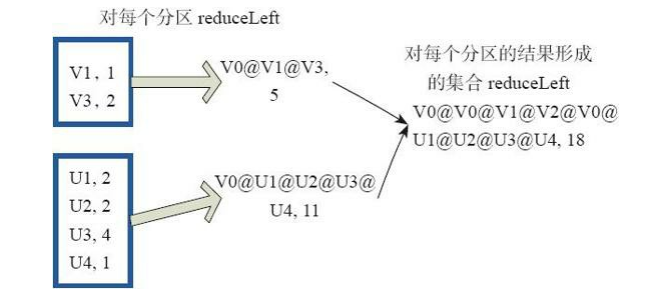 对每个分区 reduceLeft
V1, 1
V3, 2
V0@V1@V3,
5
U1, 2
U2, 2
U3, 4
U4, 1
V0@U1@U2@U3@
U4, 11
对每个分区的结果形成
的集合 reduceLeft
V0@V0@V1@V2@V0@
U1@U2@U3@U4, 18